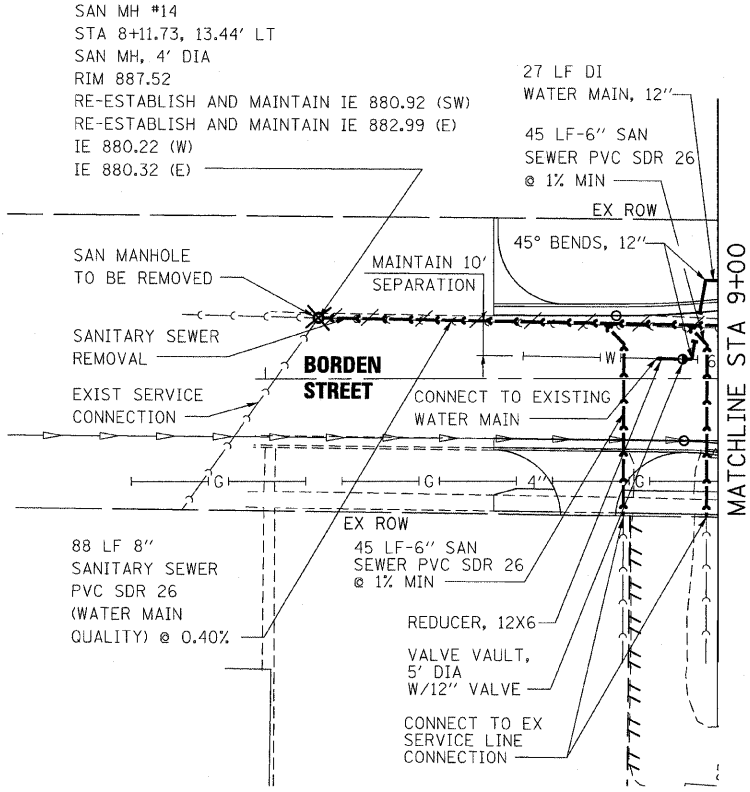 SAN MH #14
STA 8+11.73, 13.44' LT
SAN MH, 4' DIA
RIM 887.52
RE-ESTABLISH AND MAINTAIN IE 880.92 (SW)
RE-ESTABLISH AND MAINTAIN IE 882.99 (E)
IE 880.22 (W)
IE 880.32 (E)
27 LF DI
WATER MAIN, 12"
45 LF-6" SAN
SEWER PVC SDR 26
@ 1% MIN
EX ROW
45° BENDS, 12"
SAN MANHOLE
TO BE REMOVED
MAINTAIN 10'
SEPARATION
SANITARY SEWER
REMOVAL
BORDEN
STREET
W
6
EXIST SERVICE
CONNECTION
CONNECT TO EXISTING
WATER MAIN
MATCHLINE STA 9+00
G
G
4"
G
EX ROW
88 LF 8"
SANITARY SEWER
PVC SDR 26
(WATER MAIN
QUALITY) @ 0.40%
45 LF-6" SAN
SEWER PVC SDR 26
@ 1% MIN
REDUCER, 12X6
VALVE VAULT,
5' DIA
W/12" VALVE
CONNECT TO EX
SERVICE LINE
CONNECTION